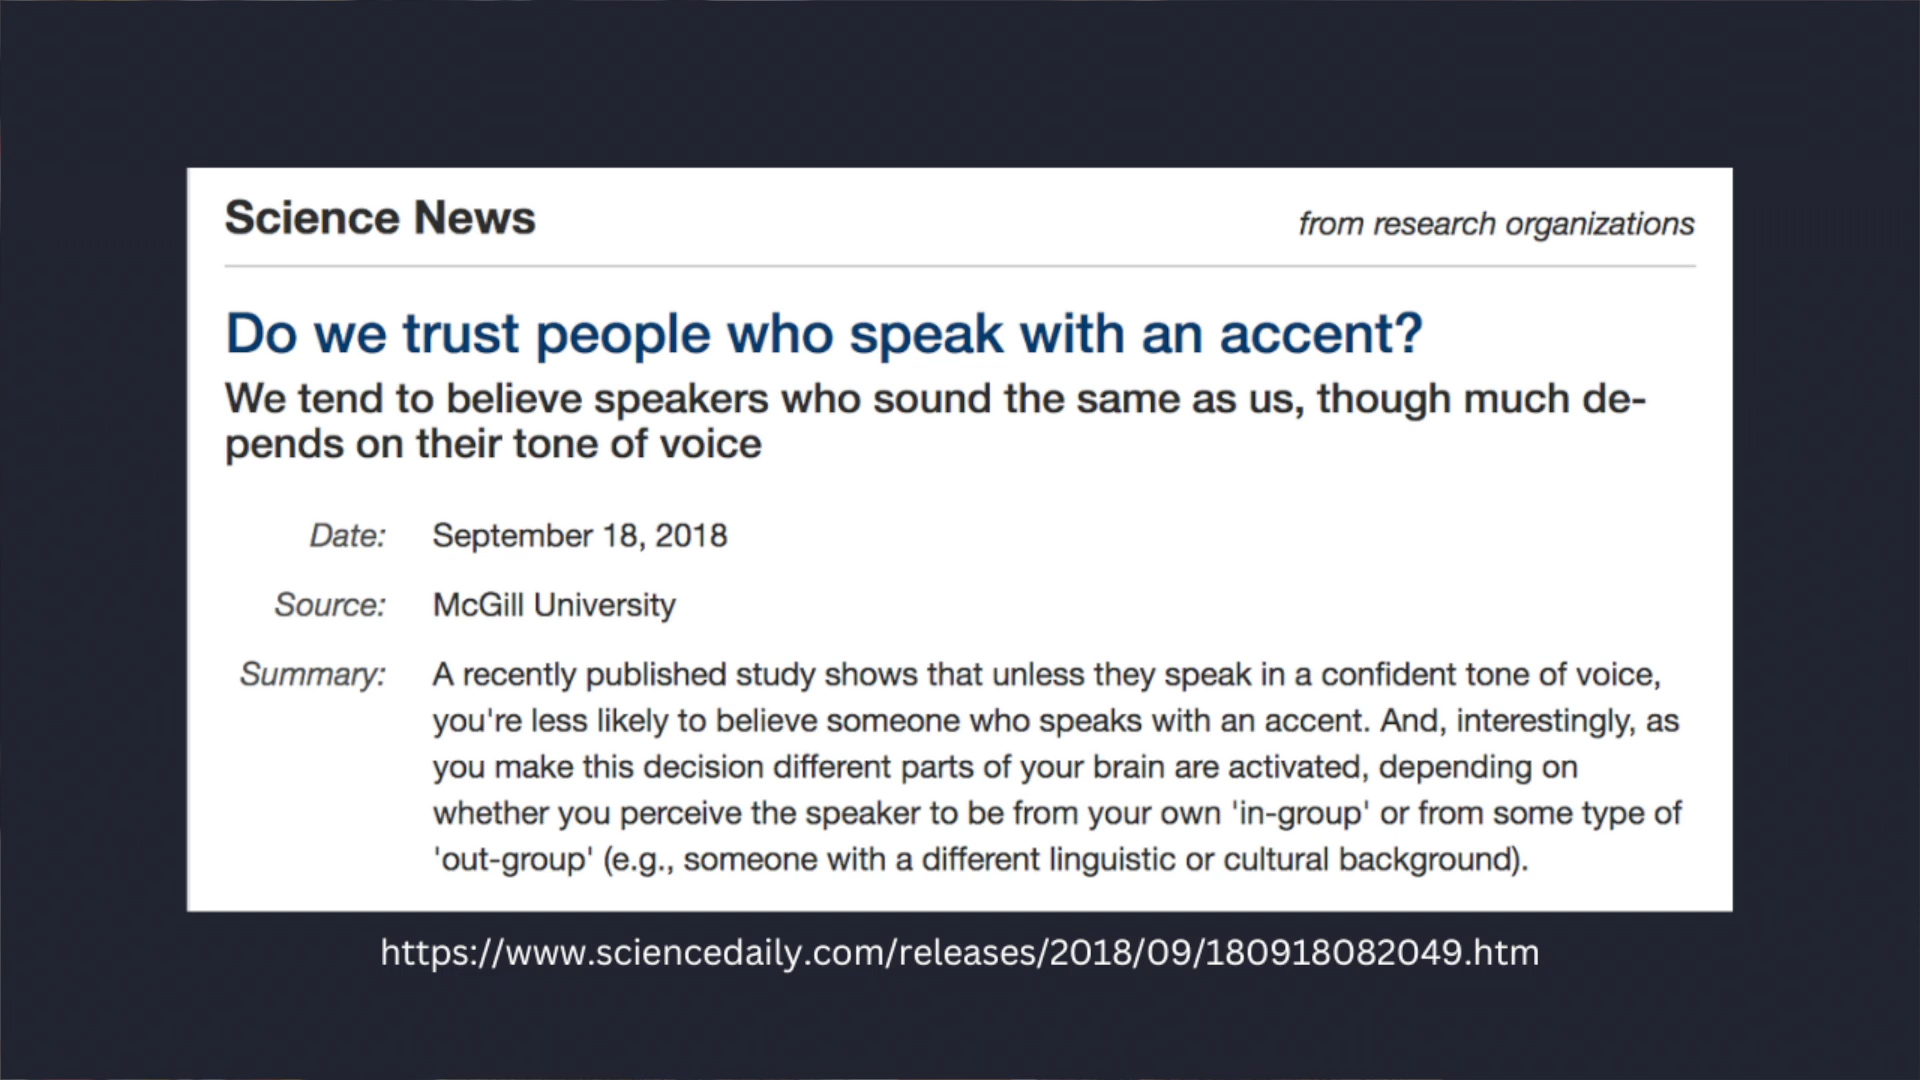 Science News
from research organizations
Do we trust people who speak with an accent?
We tend to believe speakers who sound the same as us, though much de-
pends on their tone of voice
Date: September 18, 2018
Source: McGill University
Summary: A recently published study shows that unless they speak in a confident tone of voice,
you're less likely to believe someone who speaks with an accent. And, interestingly, as
you make this decision different parts of your brain are activated, depending on
whether you perceive the speaker to be from your own 'in-group' or from some type of
'out-group' (e.g., someone with a different linguistic or cultural background).
https://www.sciencedaily.com/releases/2018/09/180918082049.htm